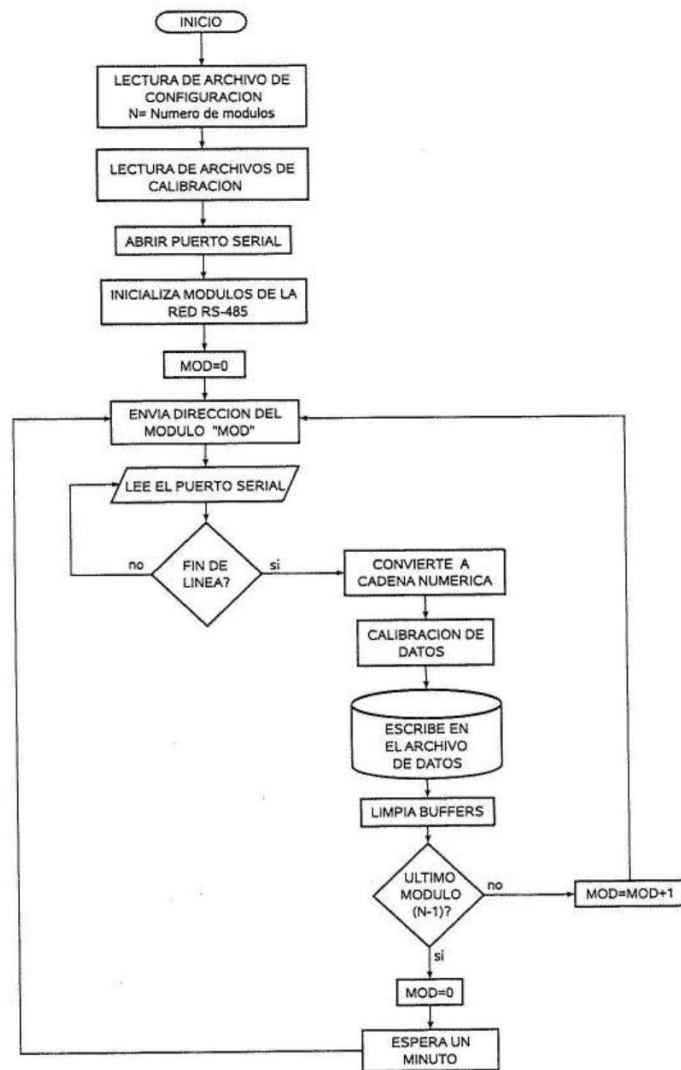 INICIO
LECTURA DE ARCHIVO DE
CONFIGURACION
N= Numero de modulos
LECTURA DE ARCHIVOS DE
CALIBRACION
ABRIR PUERTO SERIAL
INICIALIZA MODULOS DE LA
RED RS-485
MOD=0
ENVIA DIRECCION DEL
MODULO "MOD"
LEE EL PUERTO SERIAL
FIN DE
LINEA?
no
si
CONVIERTE A
CADENA NUMERICA
CALIBRACION DE
DATOS
ESCRIBE EN
EL ARCHIVO
DE DATOS
LIMPIA BUFFERS
ULTIMO
MODULO
(N-1)?
no
MOD=MOD+1
si
MOD=0
ESPERA UN
MINUTO